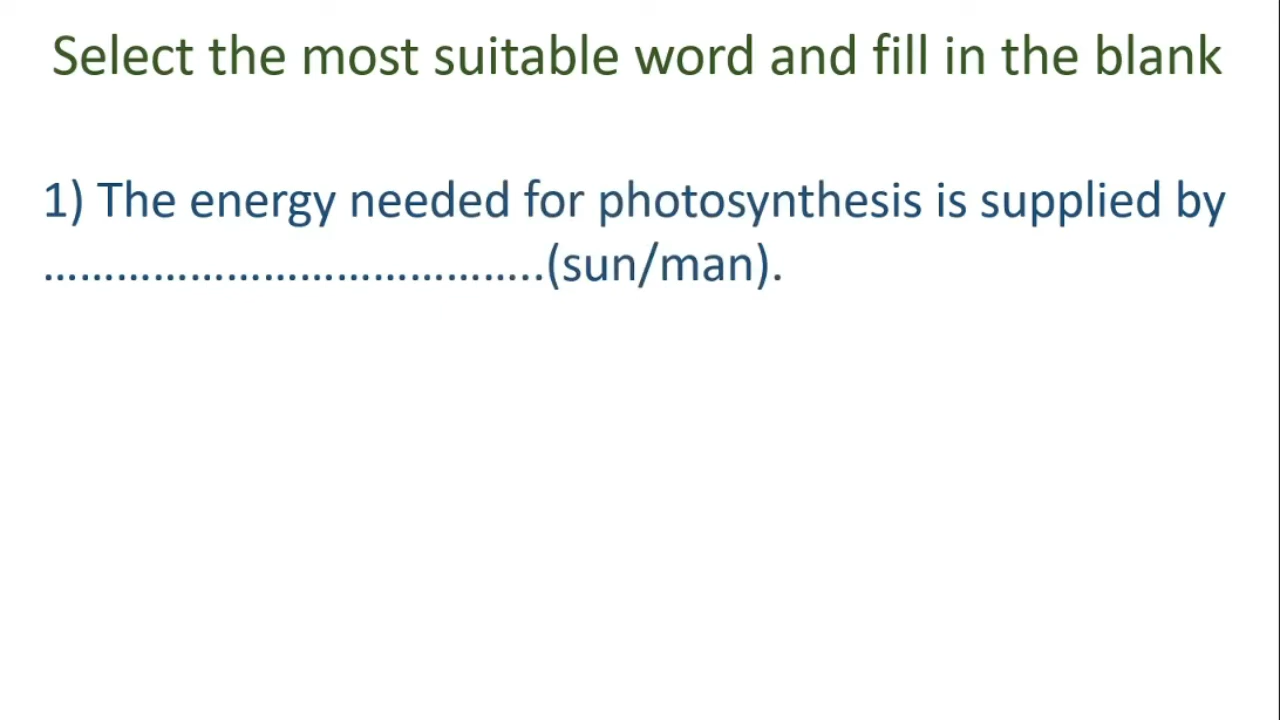 Select the most suitable word and fill in the blank
1) The energy needed for photosynthesis is supplied by
……………………………………..(sun/man).